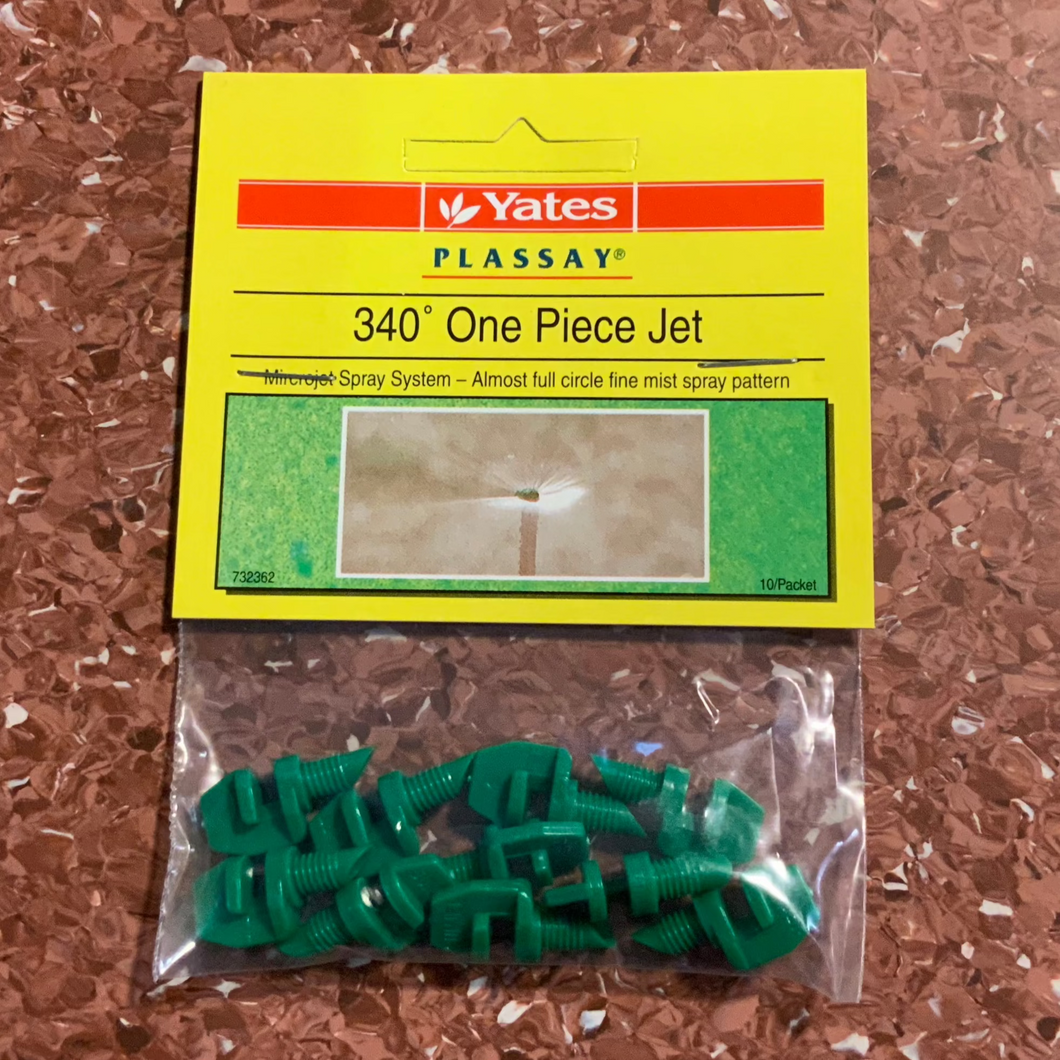 Yates
PLASSAY®
340° One Piece Jet
Mircrojet Spray System – Almost full circle fine mist spray pattern
732362
10/Packet